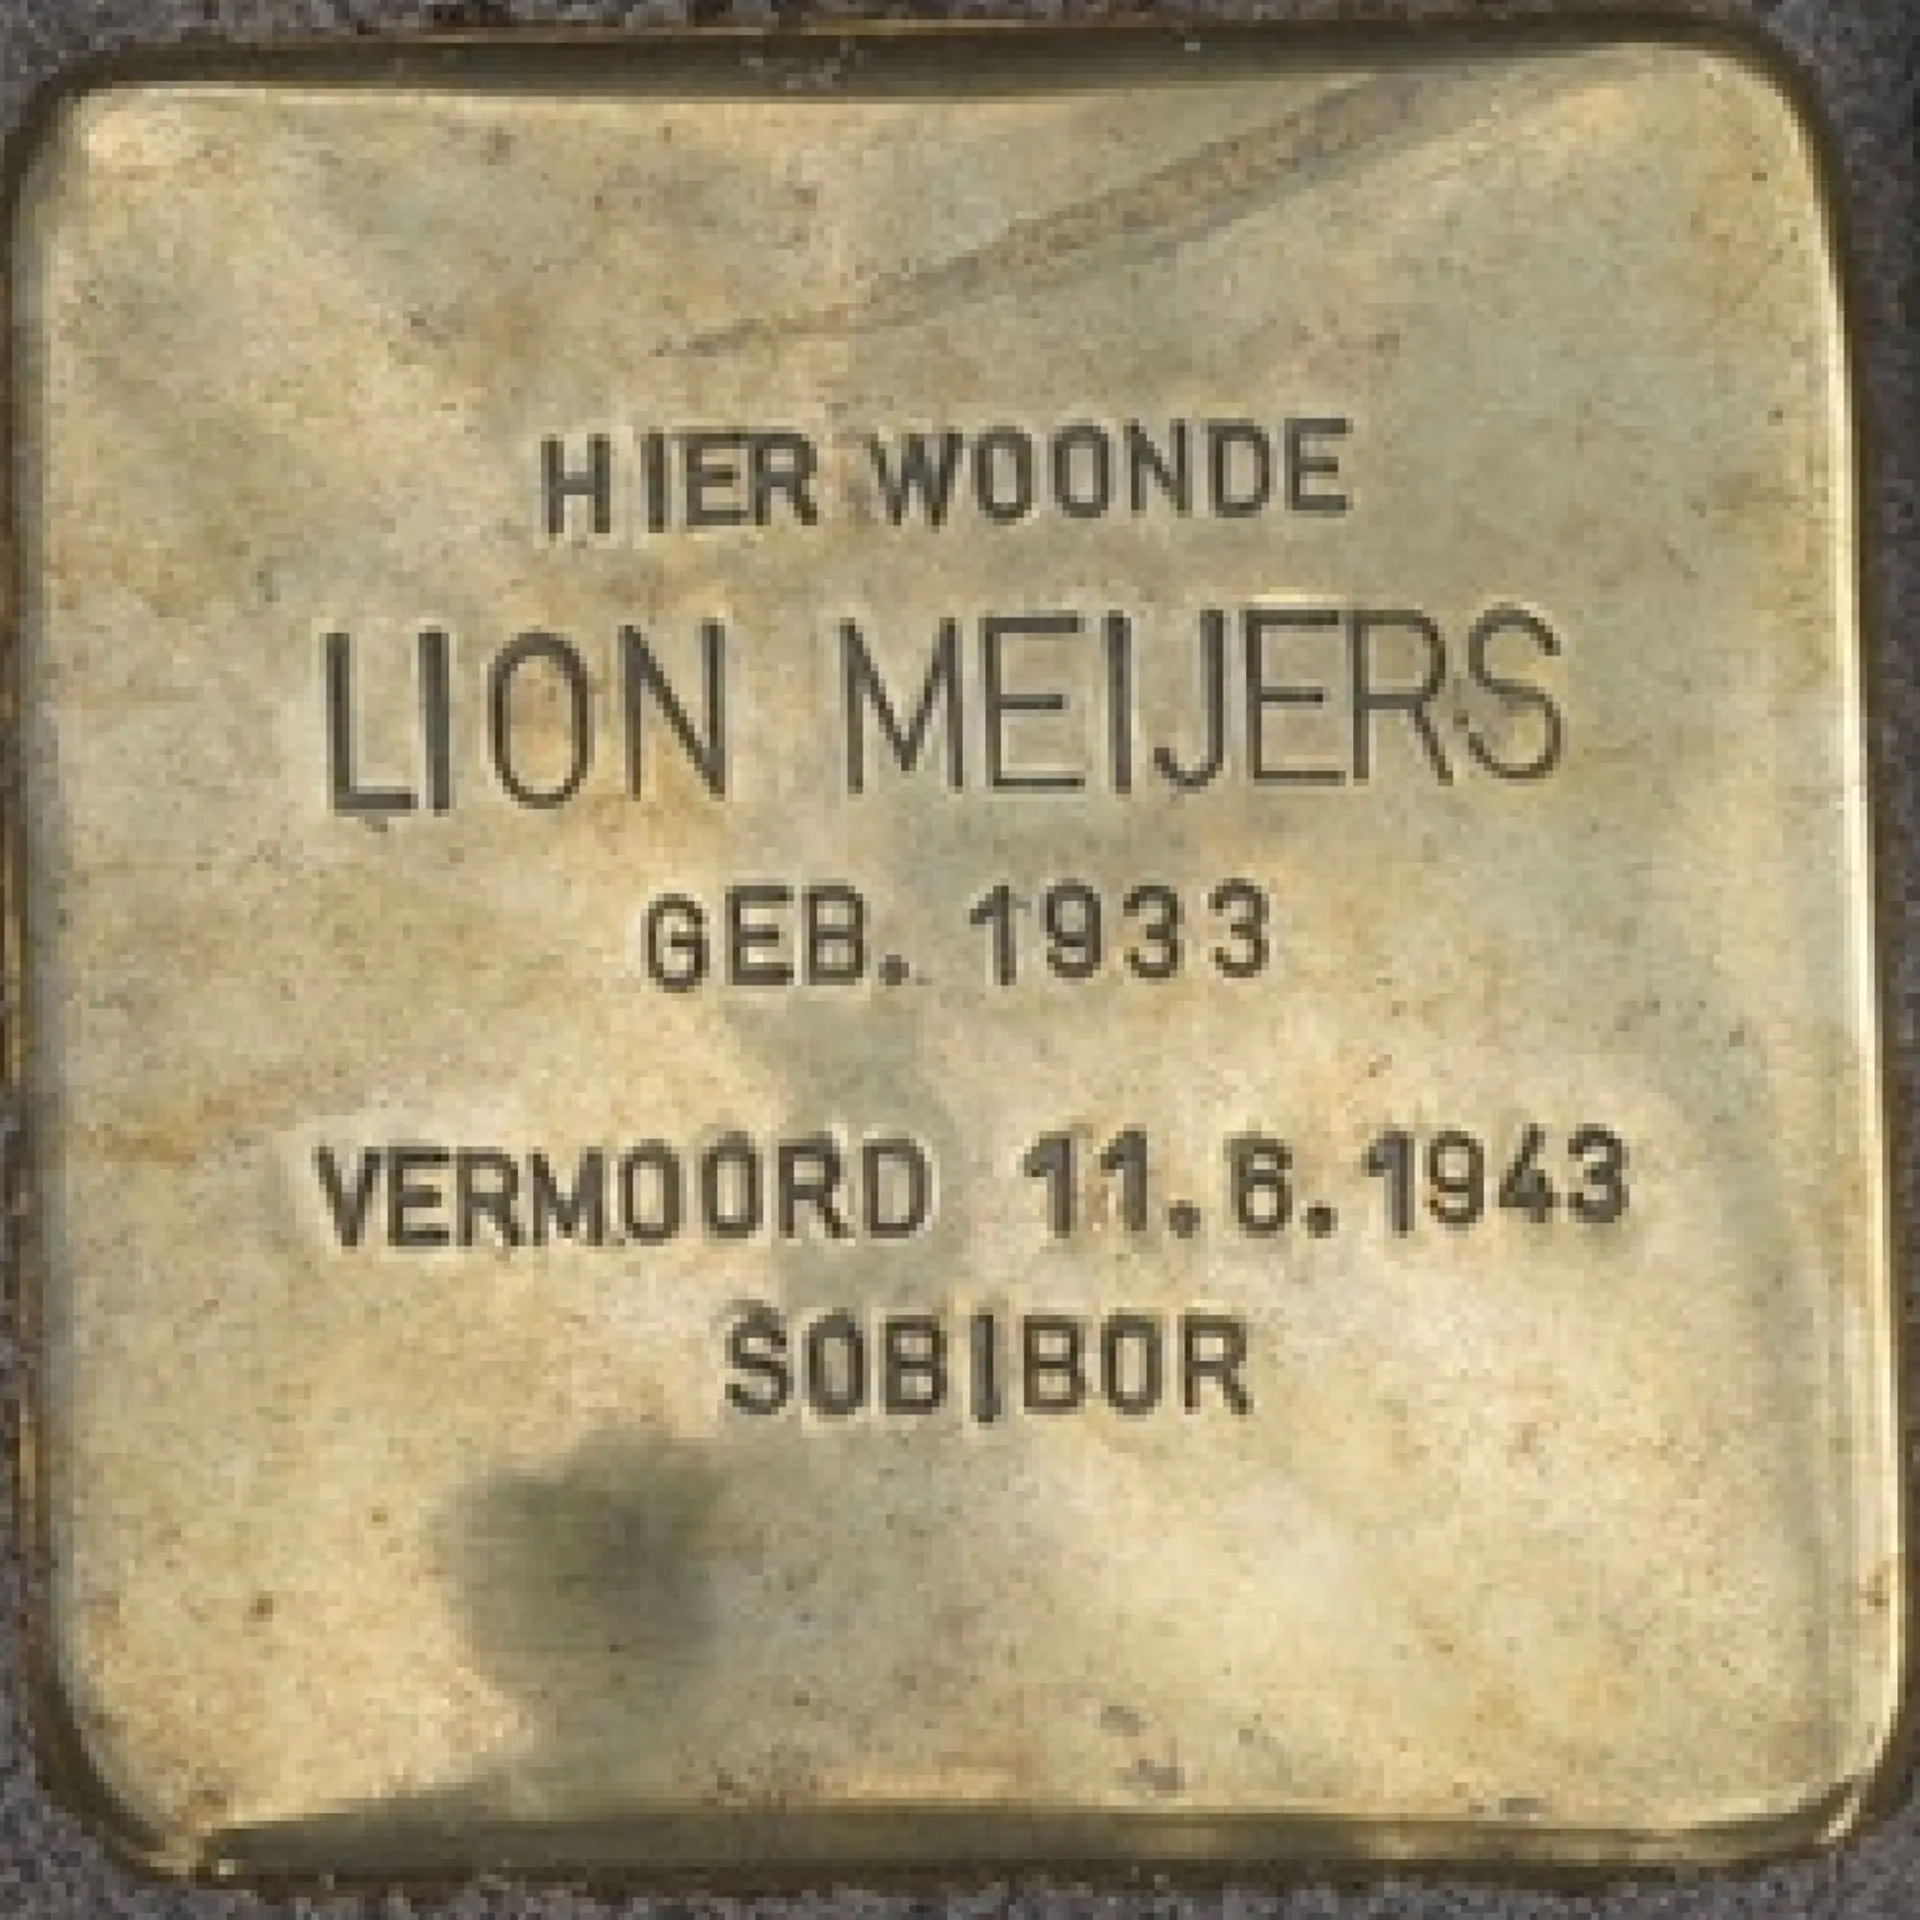 HIER WOONDE
LION MEIJERS
GEB. 1933
VERMOORD 11.6.1943
SOBIBOR